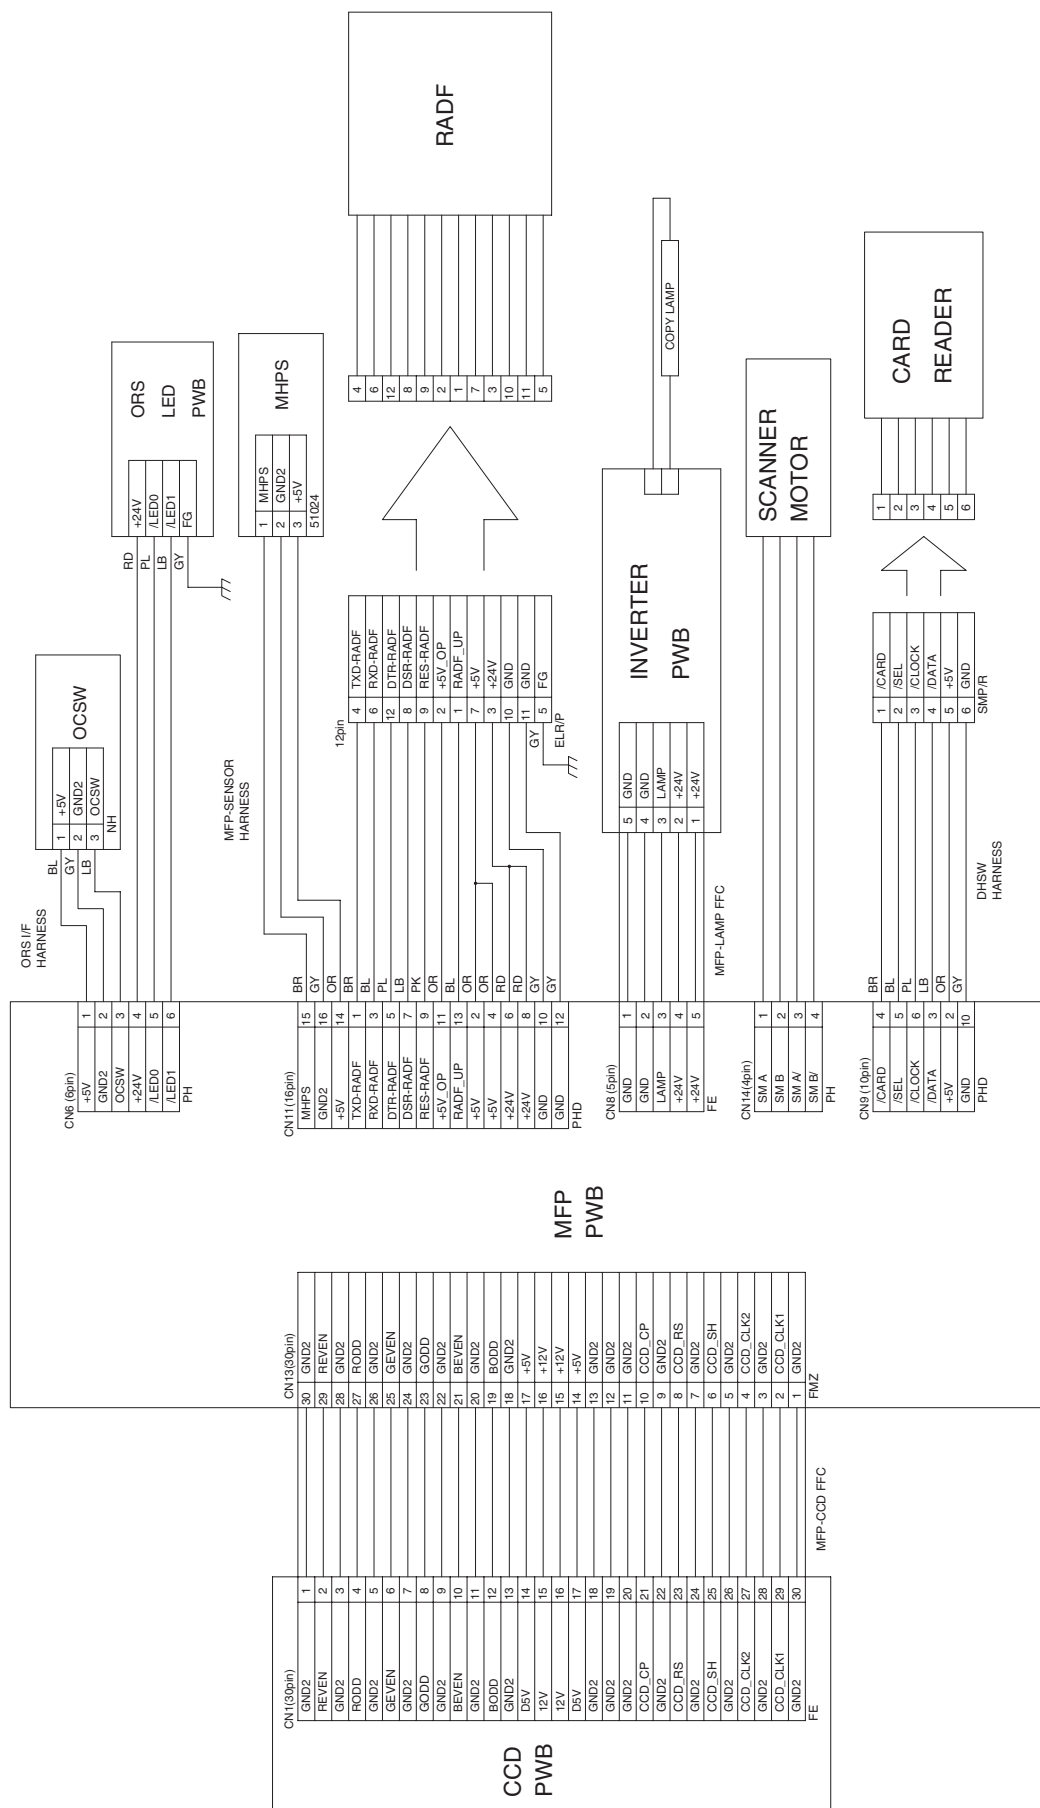 RADF
4
6
12
8
9
2
1
7
3
10
11
5
COPY LAMP
CARD
READER
1
2
3
4
5
6
ORS
LED
PWB
+24V
/LED0
/LED1
FG
RD
PL
LB
GY
MHPS
1 MHPS
2 GND2
3 +5V
51024
SCANNER
MOTOR
INVERTER
PWB
5 GND
4 GND
3 LAMP
2 +24V
1 +24V
12pin
4 TXD-RADF
6 RXD-RADF
12 DTR-RADF
8 DSR-RADF
9 RES-RADF
2 +5V_OP
1 RADF_UP
7 +5V
3 +24V
10 GND
11 GND
5 FG
GY
ELR/P
1 /CARD
2 /SEL
3 /CLOCK
4 /DATA
5 +5V
6 GND
SMP/R
OCSW
1 +5V
2 GND2
3 OCSW
NH
BL
GY
LB
ORS I/F
HARNESS
MFP-SENSOR
HARNESS
MFP-LAMP FFC
DHSW
HARNESS
CN6 (6pin)
+5V 1
GND2 2
OCSW 3
+24V 4
/LED0 5
/LED1 6
PH
CN11(16pin)
MHPS 15 BR
GND2 16 GY
+5V 14 OR
TXD-RADF 1 BR
RXD-RADF 3 BL
DTR-RADF 5 PL
DSR-RADF 7 LB
RES-RADF 9 PK
+5V_OP 11 OR
RADF_UP 13 BL
+5V 2 OR
+5V 4 OR
+24V 6 RD
+24V 8 RD
GND 10 GY
GND 12 GY
PHD
CN8 (5pin)
GND 1
GND 2
LAMP 3
+24V 4
+24V 5
FE
CN14(4pin)
SM A 1
SM B 2
SM A/ 3
SM B/ 4
PH
CN9 (10pin)
/CARD 4 BR
/SEL 5 BL
/CLOCK 6 PL
/DATA 3 LB
+5V 2 OR
GND 10 GY
PHD
MFP
PWB
CN13(30pin)
30 GND2
29 REVEN
28 GND2
27 RODD
26 GND2
25 GEVEN
24 GND2
23 GODD
22 GND2
21 BEVEN
20 GND2
19 BODD
18 GND2
17 +5V
16 +12V
15 +12V
14 +5V
13 GND2
12 GND2
11 GND2
10 CCD_CP
9 GND2
8 CCD_RS
7 GND2
6 CCD_SH
5 GND2
4 CCD_CLK2
3 GND2
2 CCD_CLK1
1 GND2
FMZ
MFP-CCD FFC
CN1(30pin)
GND2 1
REVEN 2
GND2 3
RODD 4
GND2 5
GEVEN 6
GND2 7
GODD 8
GND2 9
BEVEN 10
GND2 11
BODD 12
GND2 13
D5V 14
12V 15
12V 16
D5V 17
GND2 18
GND2 19
GND2 20
CCD_CP 21
GND2 22
CCD_RS 23
GND2 24
CCD_SH 25
GND2 26
CCD_CLK2 27
GND2 28
CCD_CLK1 29
GND2 30
FE
CCD
PWB